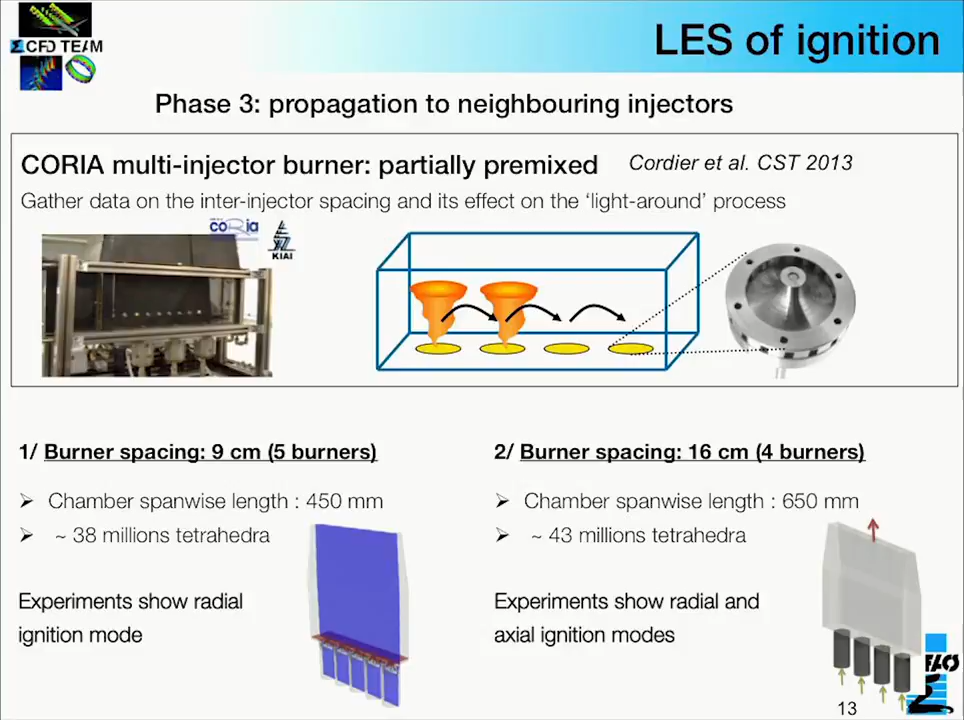 CFD TEAM
LES of ignition
Phase 3: propagation to neighbouring injectors
CORIA multi-injector burner: partially premixed
Cordier et al. CST 2013
Gather data on the inter-injector spacing and its effect on the ‘light-around’ process
coria
KIAI
1/ Burner spacing: 9 cm (5 burners)
➢ Chamber spanwise length : 450 mm
➢ ~ 38 millions tetrahedra
Experiments show radial
ignition mode
2/ Burner spacing: 16 cm (4 burners)
➢ Chamber spanwise length : 650 mm
➢ ~ 43 millions tetrahedra
Experiments show radial and
axial ignition modes
13